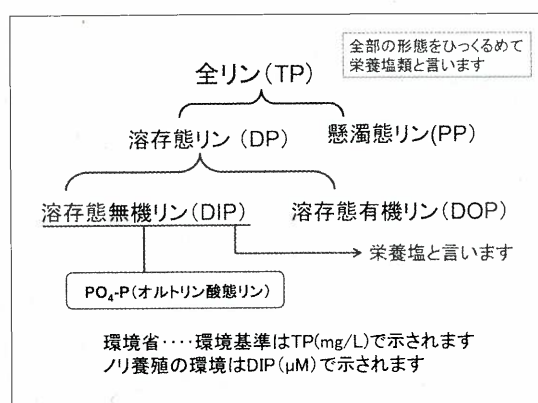 全部の形態をひっくるめて
栄養塩類と言います
全リン(TP)
溶存態リン (DP)
懸濁態リン(PP)
溶存態無機リン(DIP)
溶存態有機リン(DOP)
栄養塩と言います
PO₄-P(オルトリン酸態リン)
環境省‥‥環境基準はTP(mg/L)で示されます
ノリ養殖の環境はDIP(μM)で示されます